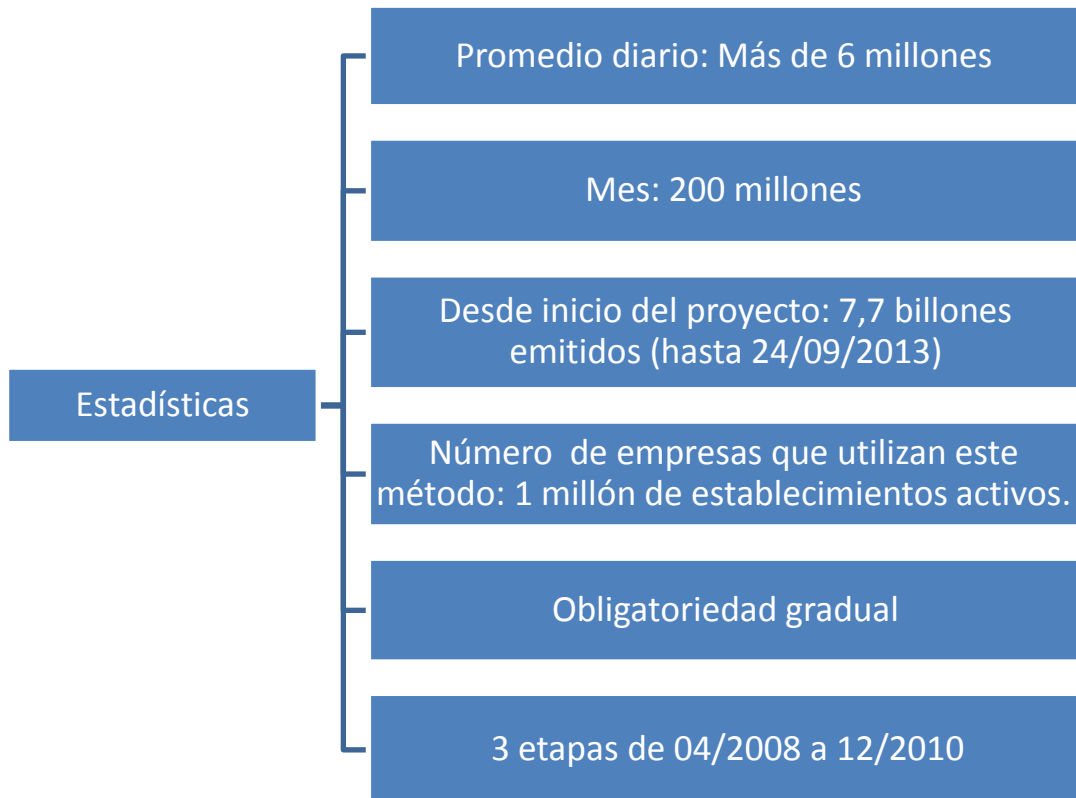 Estadísticas
Promedio diario: Más de 6 millones
Mes: 200 millones
Desde inicio del proyecto: 7,7 billones
emitidos (hasta 24/09/2013)
Número  de empresas que utilizan este
método: 1 millón de establecimientos activos.
Obligatoriedad gradual
3 etapas de 04/2008 a 12/2010